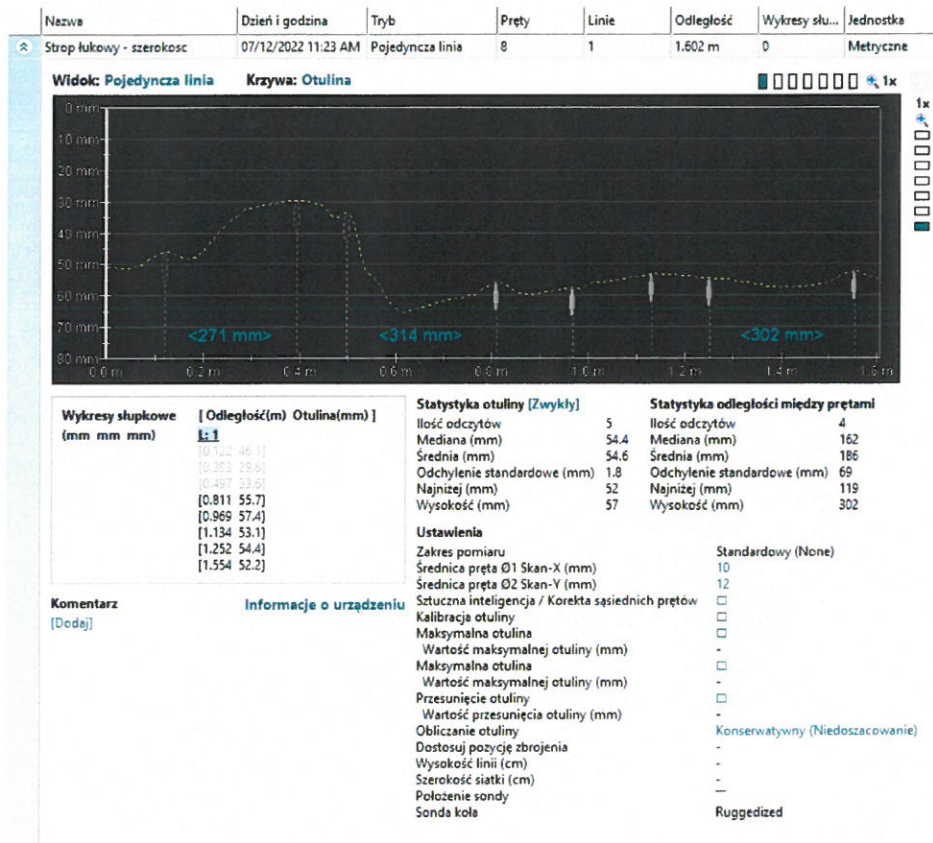 Nazwa Dzień i godzina Tryb Pręty Linie Odległość Wykresy słu... Jednostka
Strop łukowy - szerokosc 07/12/2022 11:23 AM Pojedyncza linia 8 1 1.602 m 0 Metryczne
Widok: Pojedyncza linia Krzywa: Otulina 1x
1x
0 mm
10 mm
20 mm
30 mm
40 mm
50 mm
60 mm
70 mm
<271 mm> <314 mm> <302 mm>
80 mm
0.0 m 0.2 m 0.4 m 0.6 m 0.8 m 1.0 m 1.2 m 1.4 m 1.6 m
Wykresy słupkowe [ Odległość(m) Otulina(mm) ]
(mm mm mm) L: 1
[0.122 46.1]
[0.393 29.6]
[0.497 33.6]
[0.811 55.7]
[0.969 57.4]
[1.134 53.1]
[1.252 54.4]
[1.554 52.2]
Komentarz Informacje o urządzeniu
[Dodaj]
Statystyka otuliny [Zwykły]
Ilość odczytów 5
Mediana (mm) 54.4
Średnia (mm) 54.6
Odchylenie standardowe (mm) 1.8
Najniżej (mm) 52
Wysokość (mm) 57
Statystyka odległości między prętami
Ilość odczytów 4
Mediana (mm) 162
Średnia (mm) 186
Odchylenie standardowe (mm) 69
Najniżej (mm) 119
Wysokość (mm) 302
Ustawienia
Zakres pomiaru Standardowy (None)
Średnica pręta Ø1 Skan-X (mm) 10
Średnica pręta Ø2 Skan-Y (mm) 12
Sztuczna inteligencja / Korekta sąsiednich prętów
Kalibracja otuliny
Maksymalna otulina
Wartość maksymalnej otuliny (mm) -
Maksymalna otulina
Wartość maksymalnej otuliny (mm) -
Przesunięcie otuliny
Wartość przesunięcia otuliny (mm) -
Obliczanie otuliny Konserwatywny (Niedoszacowanie)
Dostosuj pozycję zbrojenia -
Wysokość linii (cm) -
Szerokość siatki (cm) -
Położenie sondy —
Sonda koła Ruggedized